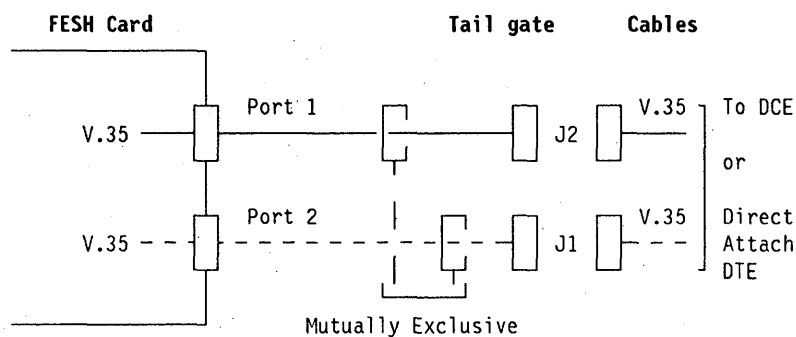 FESH Card Tail gate Cables
Port 1 V.35 To DCE
V.35 J2
or
Port 2 V.35 Direct
V.35 J1 Attach
DTE
Mutually Exclusive